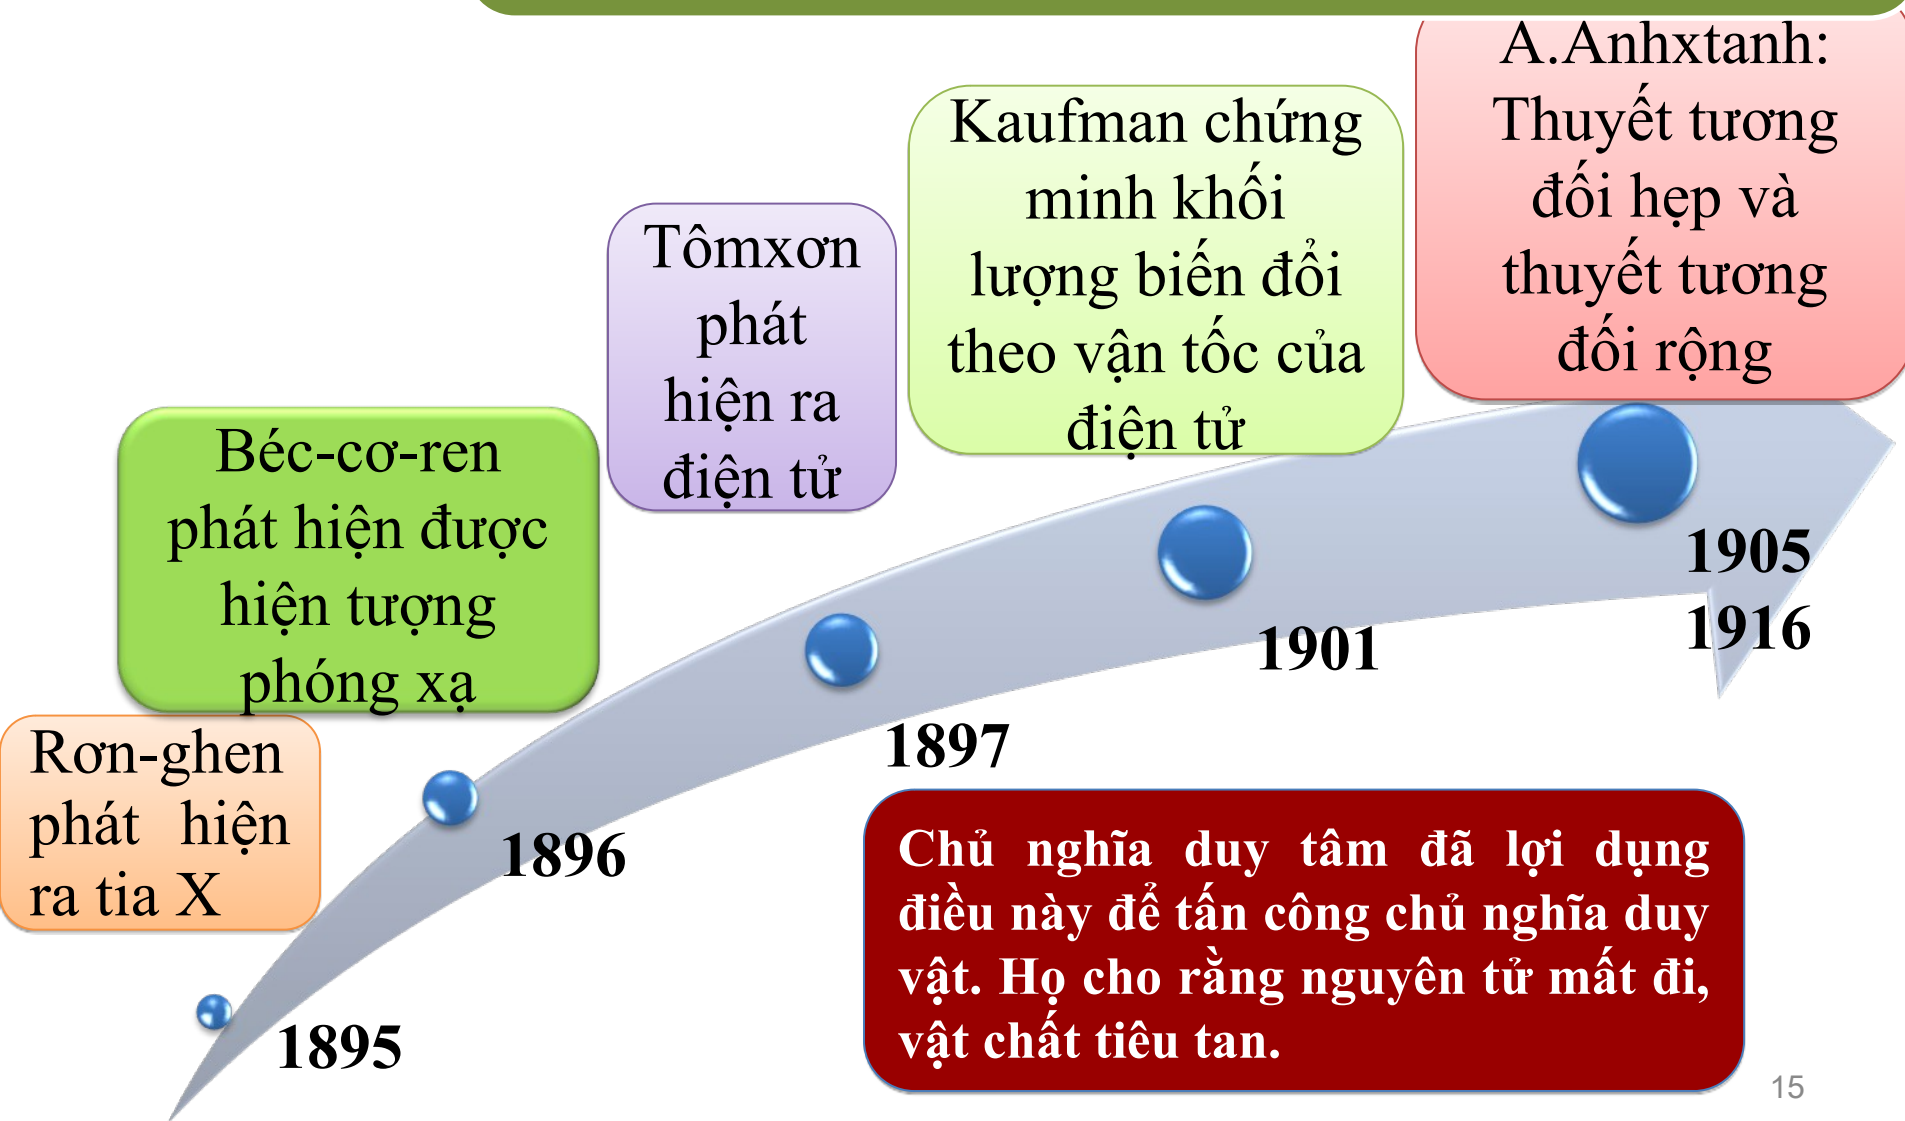 Rơn-ghen
phát hiện
ra tia X
1895
Béc-cơ-ren
phát hiện được
hiện tượng
phóng xạ
1896
Tômxơn
phát
hiện ra
điện tử
1897
Kaufman chứng
minh khối
lượng biến đổi
theo vận tốc của
điện tử
1901
A.Anhxtanh:
Thuyết tương
đối hẹp và
thuyết tương
đối rộng
1905
1916
Chủ nghĩa duy tâm đã lợi dụng
điều này để tấn công chủ nghĩa duy
vật. Họ cho rằng nguyên tử mất đi,
vật chất tiêu tan.
15